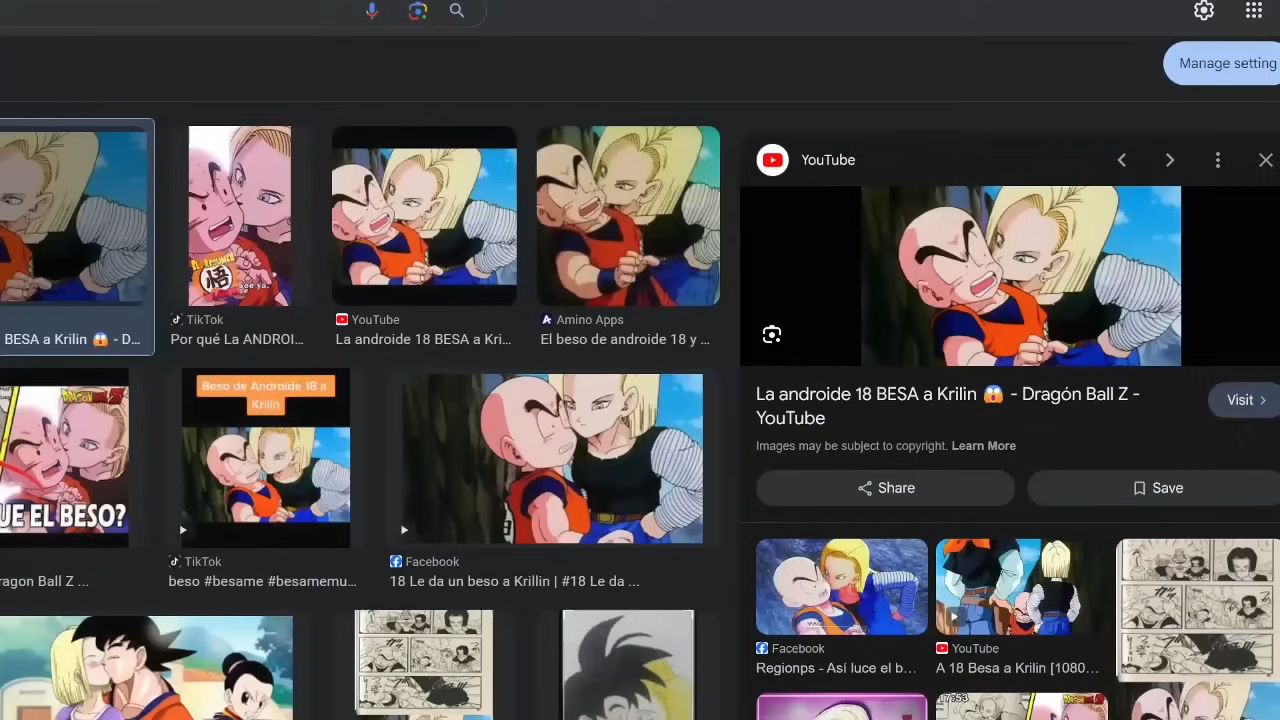 Manage setting
YouTube
See ya.
TikTok
YouTube
Amino Apps
BESA a Krilin 😱 - D...
Por qué La ANDROI...
La androide 18 BESA a Kri...
El beso de androide 18 y ...
La androide 18 BESA a Krilin 😱 - Dragón Ball Z -
YouTube
Visit
Images may be subject to copyright. Learn More
Share
Save
Beso de Androide 18 a
Krilin
UE EL BESO?
TikTok
Facebook
ragon Ball Z ...
beso #besame #besamemu...
18 Le da un beso a Krillin | #18 Le da ...
Facebook
YouTube
Regionps - Así luce el b...
A 18 Besa a Krilin [1080...
17:53